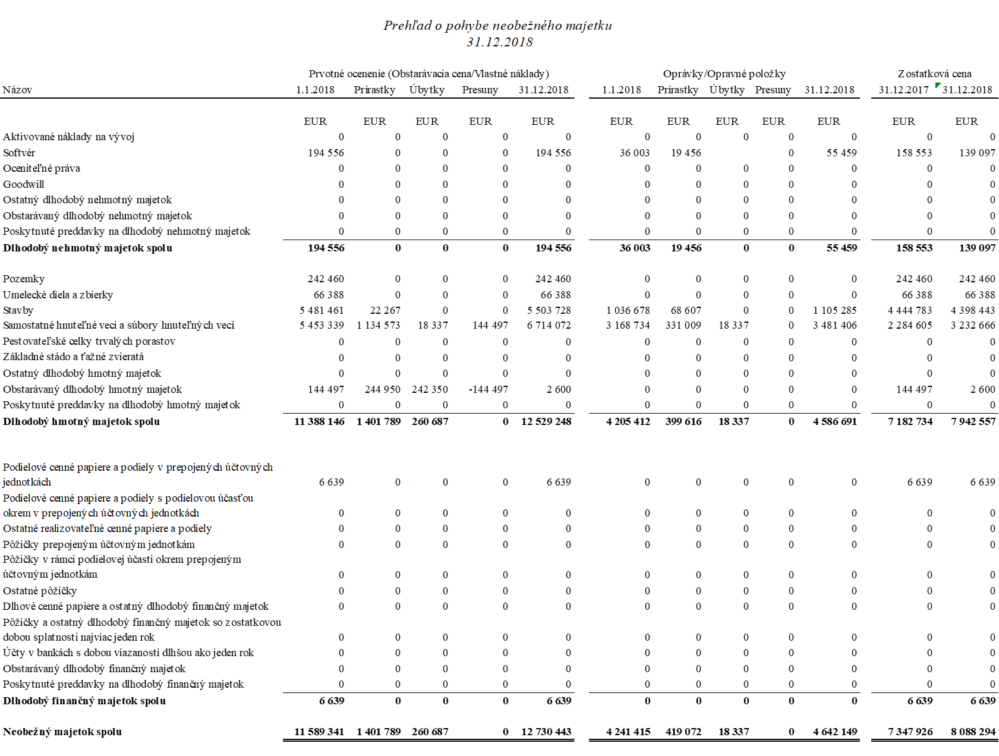 Prehľad o pohybe neobežného majetku
31.12.2018
Prvotné ocenenie (Obstarávacia cena/Vlastné náklady) Oprávky/Opravné položky Zostatková cena
Názov 1.1.2018 Prírastky Úbytky Presuny 31.12.2018 1.1.2018 Prírastky Úbytky Presuny 31.12.2018 31.12.2017 31.12.2018
EUR EUR EUR EUR EUR EUR EUR EUR EUR EUR EUR EUR
Aktivované náklady na vývoj 0 0 0 0 0 0 0 0 0 0 0 0
Softvér 194 556 0 0 0 194 556 36 003 19 456 0 55 459 158 553 139 097
Oceniteľné práva 0 0 0 0 0 0 0 0 0 0 0 0
Goodwill 0 0 0 0 0 0 0 0 0 0 0 0
Ostatný dlhodobý nehmotný majetok 0 0 0 0 0 0 0 0 0 0 0 0
Obstarávaný dlhodobý nehmotný majetok 0 0 0 0 0 0 0 0 0 0 0 0
Poskytnuté preddavky na dlhodobý nehmotný majetok 0 0 0 0 0 0 0 0 0 0 0 0
Dlhodobý nehmotný majetok spolu 194 556 0 0 0 194 556 36 003 19 456 0 0 55 459 158 553 139 097
Pozemky 242 460 0 0 0 242 460 0 0 0 0 0 242 460 242 460
Umelecké diela a zbierky 66 388 0 0 0 66 388 0 0 0 0 0 66 388 66 388
Stavby 5 481 461 22 267 0 0 5 503 728 1 036 678 68 607 0 0 1 105 285 4 444 783 4 398 443
Samostatné hnuteľné veci a súbory hnuteľných vecí 5 453 339 1 134 573 18 337 144 497 6 714 072 3 168 734 331 009 18 337 0 3 481 406 2 284 605 3 232 666
Pestovateľské celky trvalých porastov 0 0 0 0 0 0 0 0 0 0 0 0
Základné stádo a ťažné zvieratá 0 0 0 0 0 0 0 0 0 0 0 0
Ostatný dlhodobý hmotný majetok 0 0 0 0 0 0 0 0 0 0 0 0
Obstarávaný dlhodobý hmotný majetok 144 497 244 950 242 350 -144 497 2 600 0 0 0 0 0 144 497 2 600
Poskytnuté preddavky na dlhodobý hmotný majetok 0 0 0 0 0 0 0 0 0 0 0 0
Dlhodobý hmotný majetok spolu 11 388 146 1 401 789 260 687 0 12 529 248 4 205 412 399 616 18 337 0 4 586 691 7 182 734 7 942 557
Podielové cenné papiere a podiely v prepojených účtovných
jednotkách 6 639 0 0 0 6 639 0 0 0 0 0 6 639 6 639
Podielové cenné papiere a podiely s podielovou účasťou
okrem v prepojených účtovných jednotkách 0 0 0 0 0 0 0 0 0 0 0 0
Ostatné realizovateľné cenné papiere a podiely 0 0 0 0 0 0 0 0 0 0 0 0
Pôžičky prepojeným účtovným jednotkám 0 0 0 0 0 0 0 0 0 0 0 0
Pôžičky v rámci podielovej účasti okrem prepojeným
účtovným jednotkám 0 0 0 0 0 0 0 0 0 0 0 0
Ostatné pôžičky 0 0 0 0 0 0 0 0 0 0 0 0
Dlhové cenné papiere a ostatný dlhodobý finančný majetok 0 0 0 0 0 0 0 0 0 0 0 0
Pôžičky a ostatný dlhodobý finančný majetok so zostatkovou
dobou splatnosti najviac jeden rok 0 0 0 0 0 0 0 0 0 0 0 0
Účty v bankách s dobou viazanosti dlhšou ako jeden rok 0 0 0 0 0 0 0 0 0 0 0 0
Obstarávaný dlhodobý finančný majetok 0 0 0 0 0 0 0 0 0 0 0 0
Poskytnuté preddavky na dlhodobý finančný majetok 0 0 0 0 0 0 0 0 0 0 0 0
Dlhodobý finančný majetok spolu 6 639 0 0 0 6 639 0 0 0 0 0 6 639 6 639
Neobežný majetok spolu 11 589 341 1 401 789 260 687 0 12 730 443 4 241 415 419 072 18 337 0 4 642 149 7 347 926 8 088 294